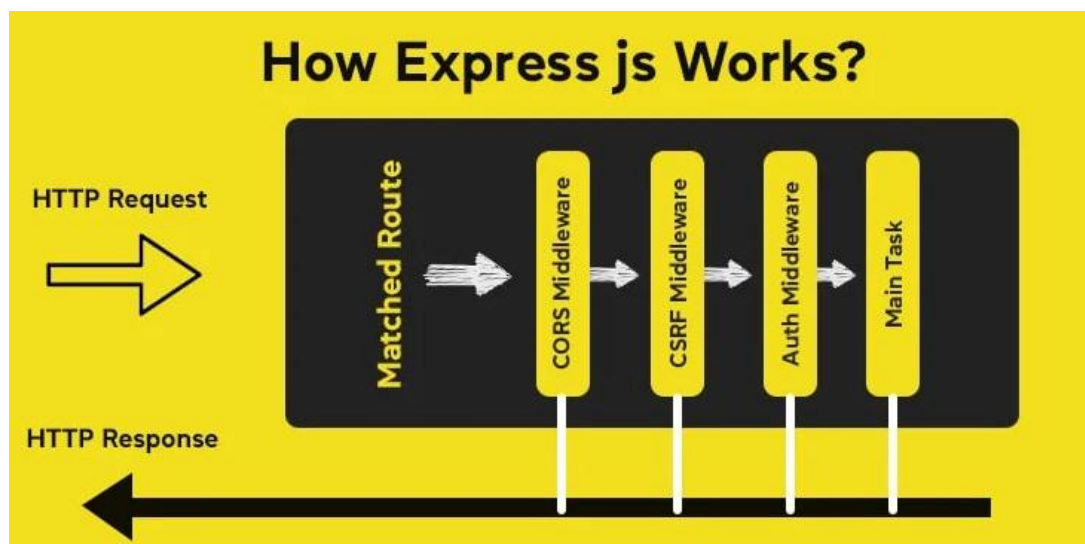 How Express js Works?
HTTP Request
Matched Route
CORS Middleware
CSRF Middleware
Auth Middleware
Main Task
HTTP Response